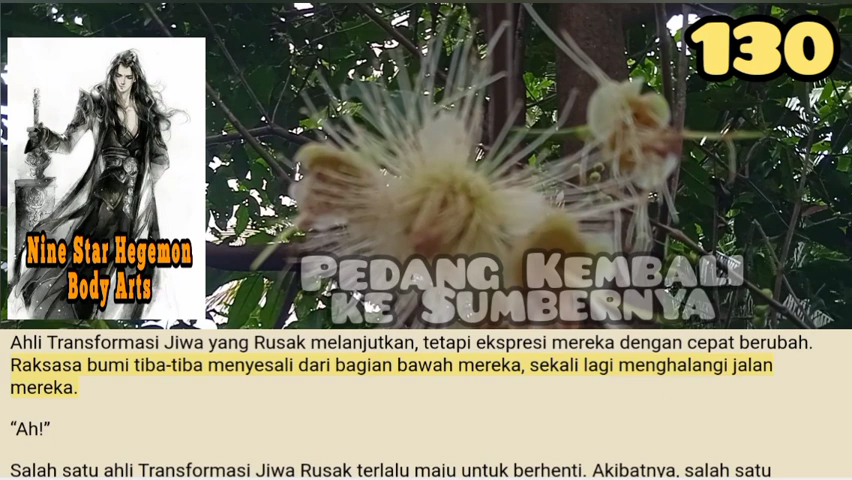 130
Nine Star Hegemon
Body Arts
PEDANG KEMBALI
KE SUMBERNYA
Ahli Transformasi Jiwa yang Rusak melanjutkan, tetapi ekspresi mereka dengan cepat berubah.
Raksasa bumi tiba-tiba menyesali dari bagian bawah mereka, sekali lagi menghalangi jalan
mereka.
“Ah!”
Salah satu ahli Transformasi Jiwa Rusak terlalu maju untuk berhenti. Akibatnya, salah satu